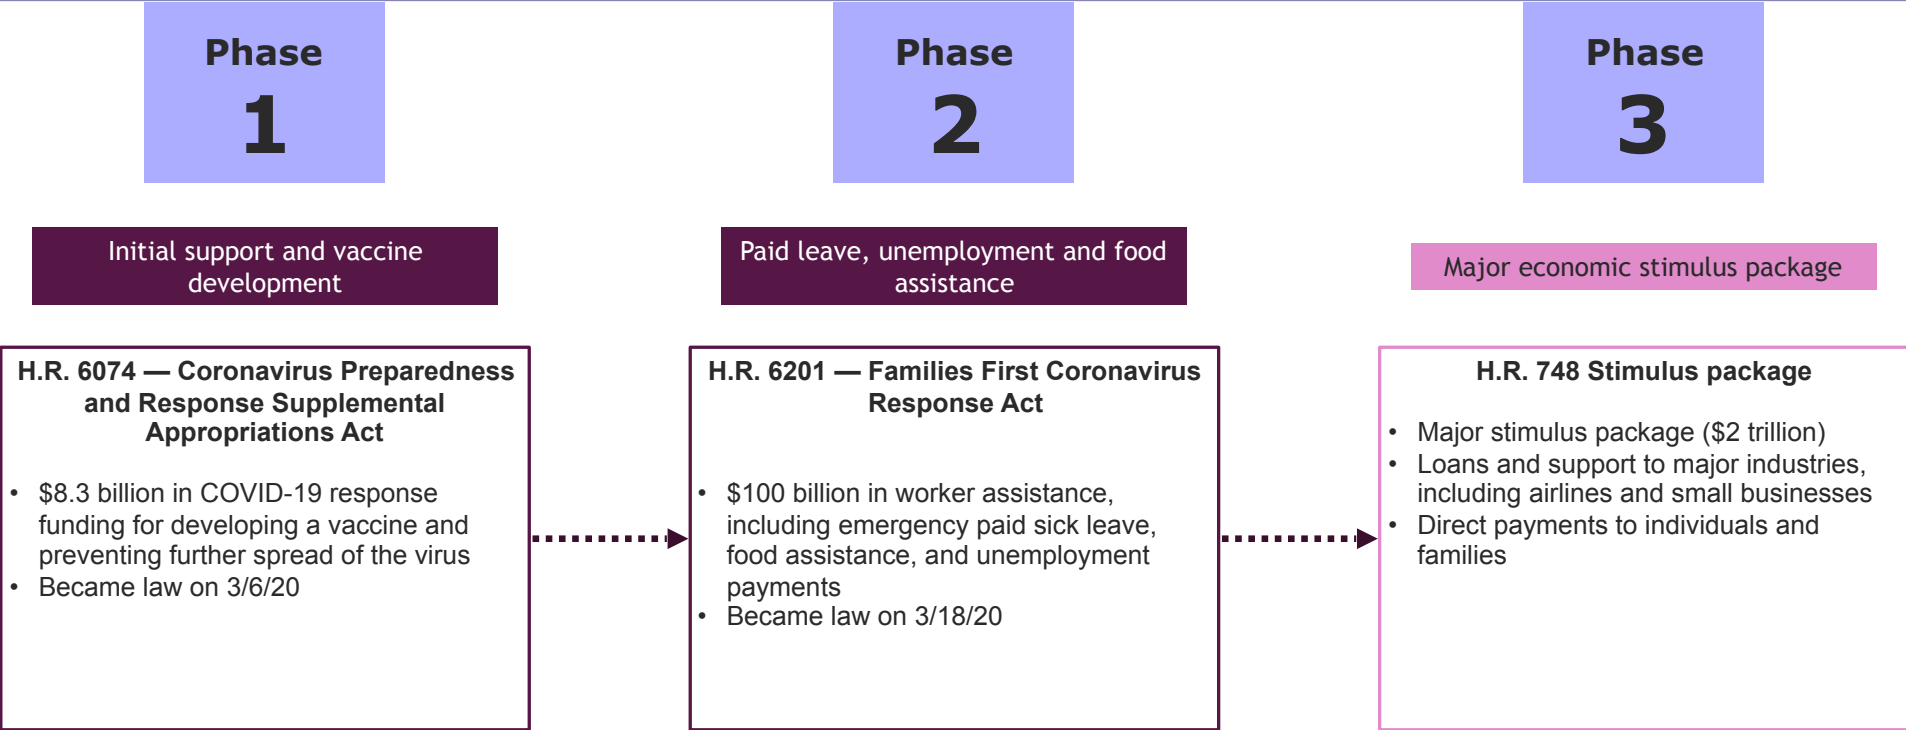 Phase
1
Initial support and vaccine
development
H.R. 6074 — Coronavirus Preparedness
and Response Supplemental
Appropriations Act
• $8.3 billion in COVID-19 response
funding for developing a vaccine and
preventing further spread of the virus
• Became law on 3/6/20
Phase
2
Paid leave, unemployment and food
assistance
H.R. 6201 — Families First Coronavirus
Response Act
• $100 billion in worker assistance,
including emergency paid sick leave,
food assistance, and unemployment
payments
• Became law on 3/18/20
Phase
3
Major economic stimulus package
H.R. 748 Stimulus package
• Major stimulus package ($2 trillion)
• Loans and support to major industries,
including airlines and small businesses
• Direct payments to individuals and
families